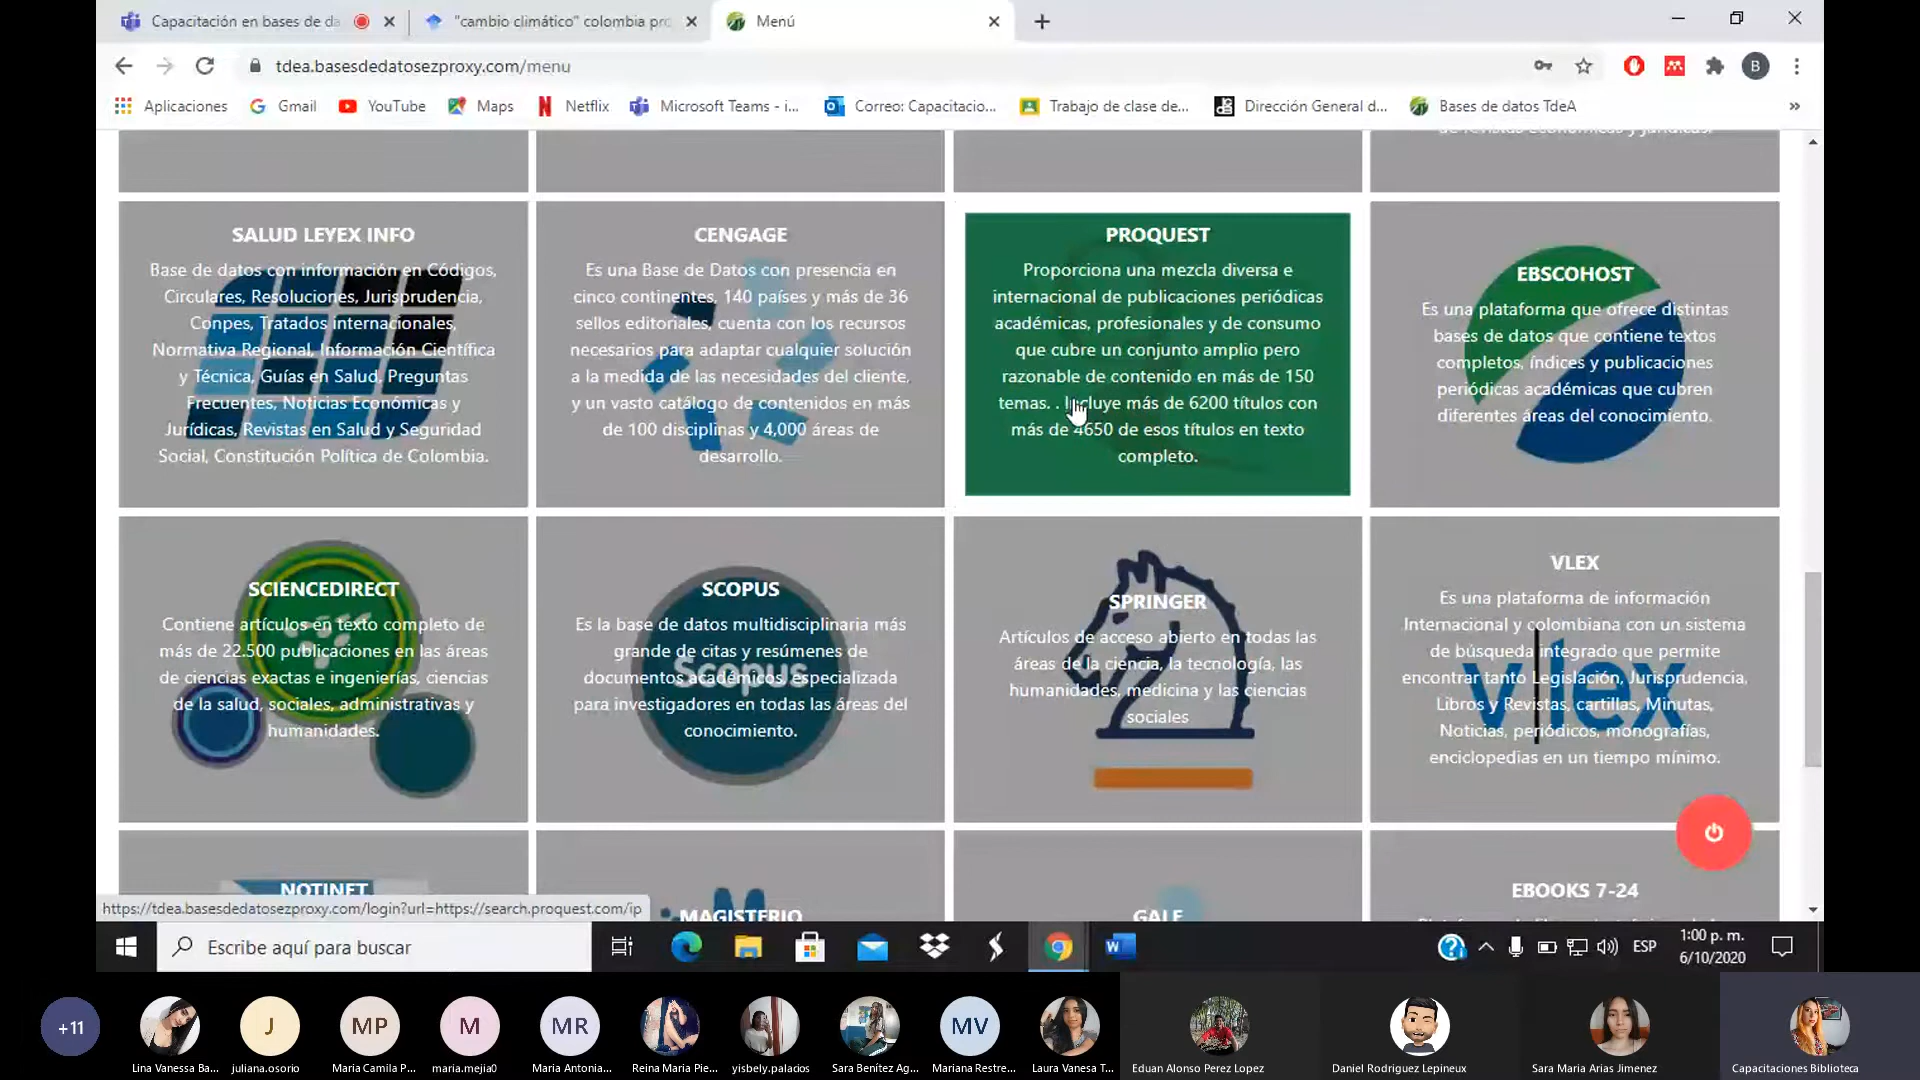 Capacitación en bases de da
"cambio climático" colombia pro
Menú
tdea.basesdedatosezproxy.com/menu
B
Aplicaciones
Gmail
YouTube
Maps
Netflix
Microsoft Teams - i...
Correo: Capacitacio...
Trabajo de clase de...
Dirección General d...
Bases de datos TdeA
»
de revistas Económicas y Jurídicas.
SALUD LEYEX INFO
Base de datos con información en Códigos,
Circulares, Resoluciones, Jurisprudencia,
Conpes, Tratados internacionales,
Normativa Regional, Información Científica
y Técnica, Guías en Salud, Preguntas
Frecuentes, Noticias Económicas y
Jurídicas, Revistas en Salud y Seguridad
Social, Constitución Política de Colombia.
CENGAGE
Es una Base de Datos con presencia en
cinco continentes, 140 países y más de 36
sellos editoriales, cuenta con los recursos
necesarios para adaptar cualquier solución
a la medida de las necesidades del cliente,
y un vasto catálogo de contenidos en más
de 100 disciplinas y 4,000 áreas de
desarrollo.
PROQUEST
Proporciona una mezcla diversa e
internacional de publicaciones periódicas
académicas, profesionales y de consumo
que cubre un conjunto amplio pero
razonable de contenido en más de 150
temas. . Incluye más de 6200 títulos con
más de 4650 de esos títulos en texto
completo.
EBSCOHOST
Es una plataforma que ofrece distintas
bases de datos que contiene textos
completos, índices y publicaciones
periódicas académicas que cubren
diferentes áreas del conocimiento.
SCIENCEDIRECT
Contiene artículos en texto completo de
más de 22.500 publicaciones en las áreas
de ciencias exactas e ingenierías, ciencias
de la salud, sociales, administrativas y
humanidades.
SCOPUS
Es la base de datos multidisciplinaria más
grande de citas y resúmenes de
documentos académicos, especializada
para investigadores en todas las áreas del
conocimiento.
Scopus
SPRINGER
Artículos de acceso abierto en todas las
áreas de la ciencia, la tecnología, las
humanidades, medicina y las ciencias
sociales
VLEX
Es una plataforma de información
Internacional y colombiana con un sistema
de búsqueda integrado que permite
encontrar tanto Legislación, Jurisprudencia,
Libros y Revistas, cartillas, Minutas,
Noticias, periódicos, monografías,
enciclopedias en un tiempo mínimo.
v|lex
NOTINET
MAGISTERIO
GALE
EBOOKS 7-24
https://tdea.basesdedatosezproxy.com/login?url=https://search.proquest.com/ip
Escribe aquí para buscar
ESP
1:00 p. m.
6/10/2020
+11
J
MP
M
MR
MV
Lina Vanessa Ba...
juliana.osorio
Maria Camila P...
maria.mejia0
Maria Antonia...
Reina Maria Pie...
yisbely.palacios
Sara Benítez Ag...
Mariana Restre...
Laura Vanesa T...
Eduan Alonso Perez Lopez
Daniel Rodriguez Lepineux
Sara Maria Arias Jimenez
Capacitaciones Biblioteca